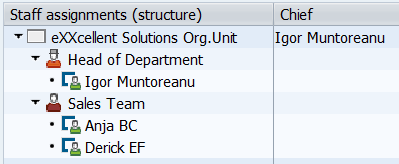 Staff assignments (structure) Chief
eXXcellent Solutions Org.Unit Igor Muntoreanu
Head of Department
Igor Muntoreanu
Sales Team
Anja BC
Derick EF